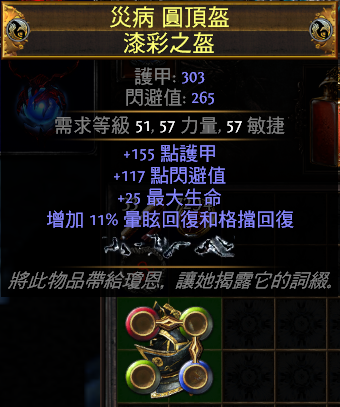 災病 圓頂盔
漆彩之盔
護甲: 303
閃避值: 265
需求等級 51, 57 力量, 57 敏捷
+155 點護甲
+117 點閃避值
+25 最大生命
增加 11% 暈眩回復和格擋回復
將此物品帶給瓊恩, 讓她揭露它的詞綴.